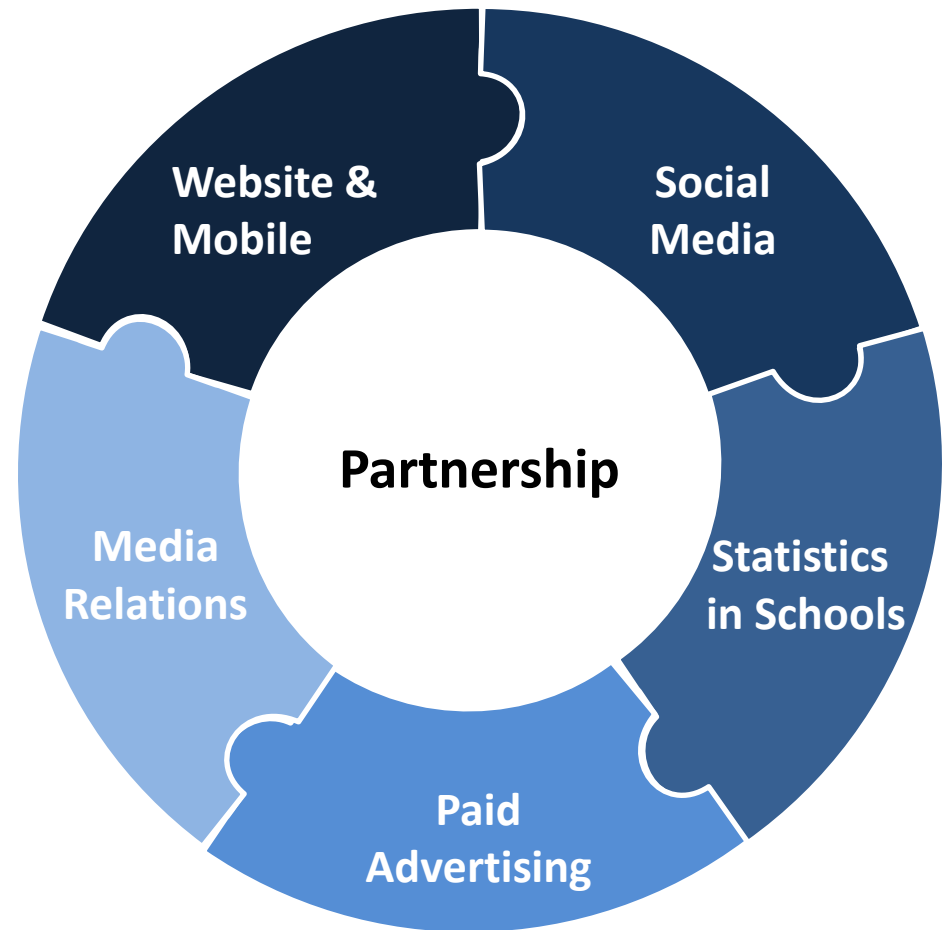 Website &
Mobile
Social
Media
Partnership
Media
Relations
Statistics
in Schools
Paid
Advertising